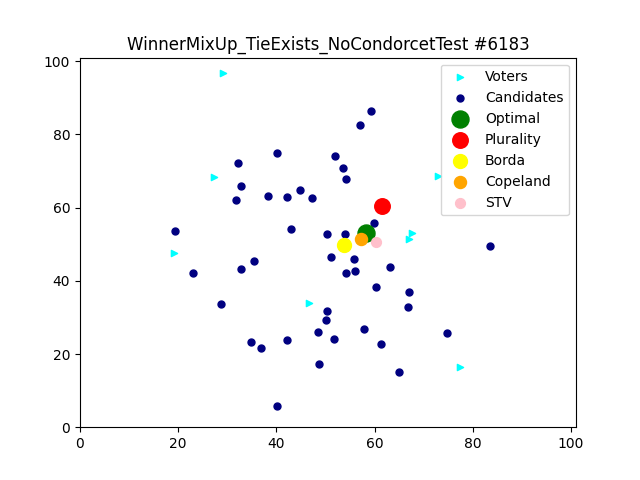 WinnerMixUp_TieExists_NoCondorcetTest #6183
100
80
60
40
20
0
0 20 40 60 80 100
Voters
Candidates
Optimal
Plurality
Borda
Copeland
STV